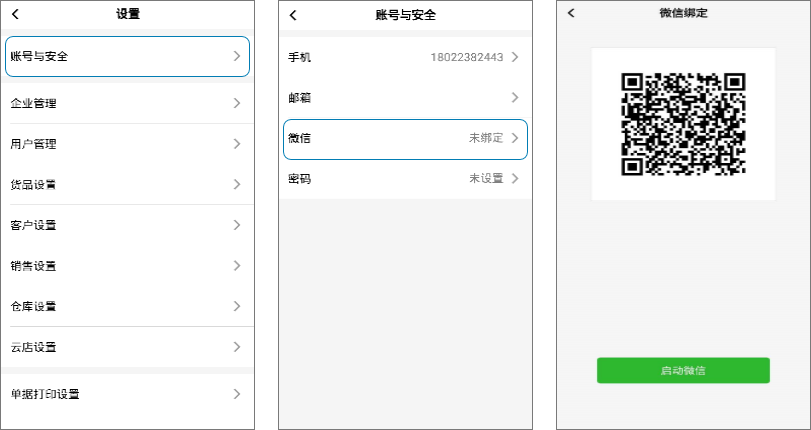 设置
账号与安全
企业管理
用户管理
货品设置
客户设置
销售设置
仓库设置
云店设置
单据打印设置
账号与安全
手机 18022382443
邮箱
微信 未绑定
密码 未设置
微信绑定
启动微信